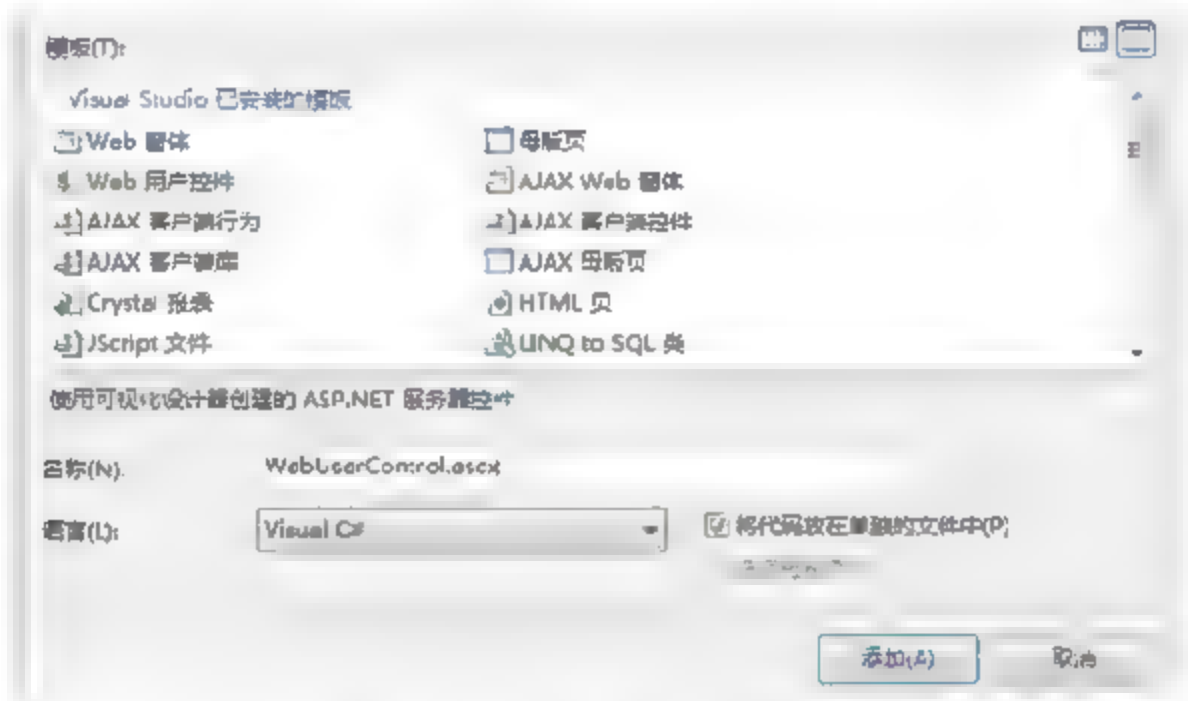 模板(T):
Visual Studio 已安装的模板
Web 窗体
母版页
Web 用户控件
AJAX Web 窗体
AJAX 客户端行为
AJAX 客户端控件
AJAX 客户端库
AJAX 母版页
Crystal 报表
HTML 页
JScript 文件
LINQ to SQL 类
使用可视化设计器创建的 ASP.NET 服务器控件
名称(N):
WebUserControl.ascx
语言(L):
Visual C#
将代码放在单独的文件中(P)
添加(A)
取消